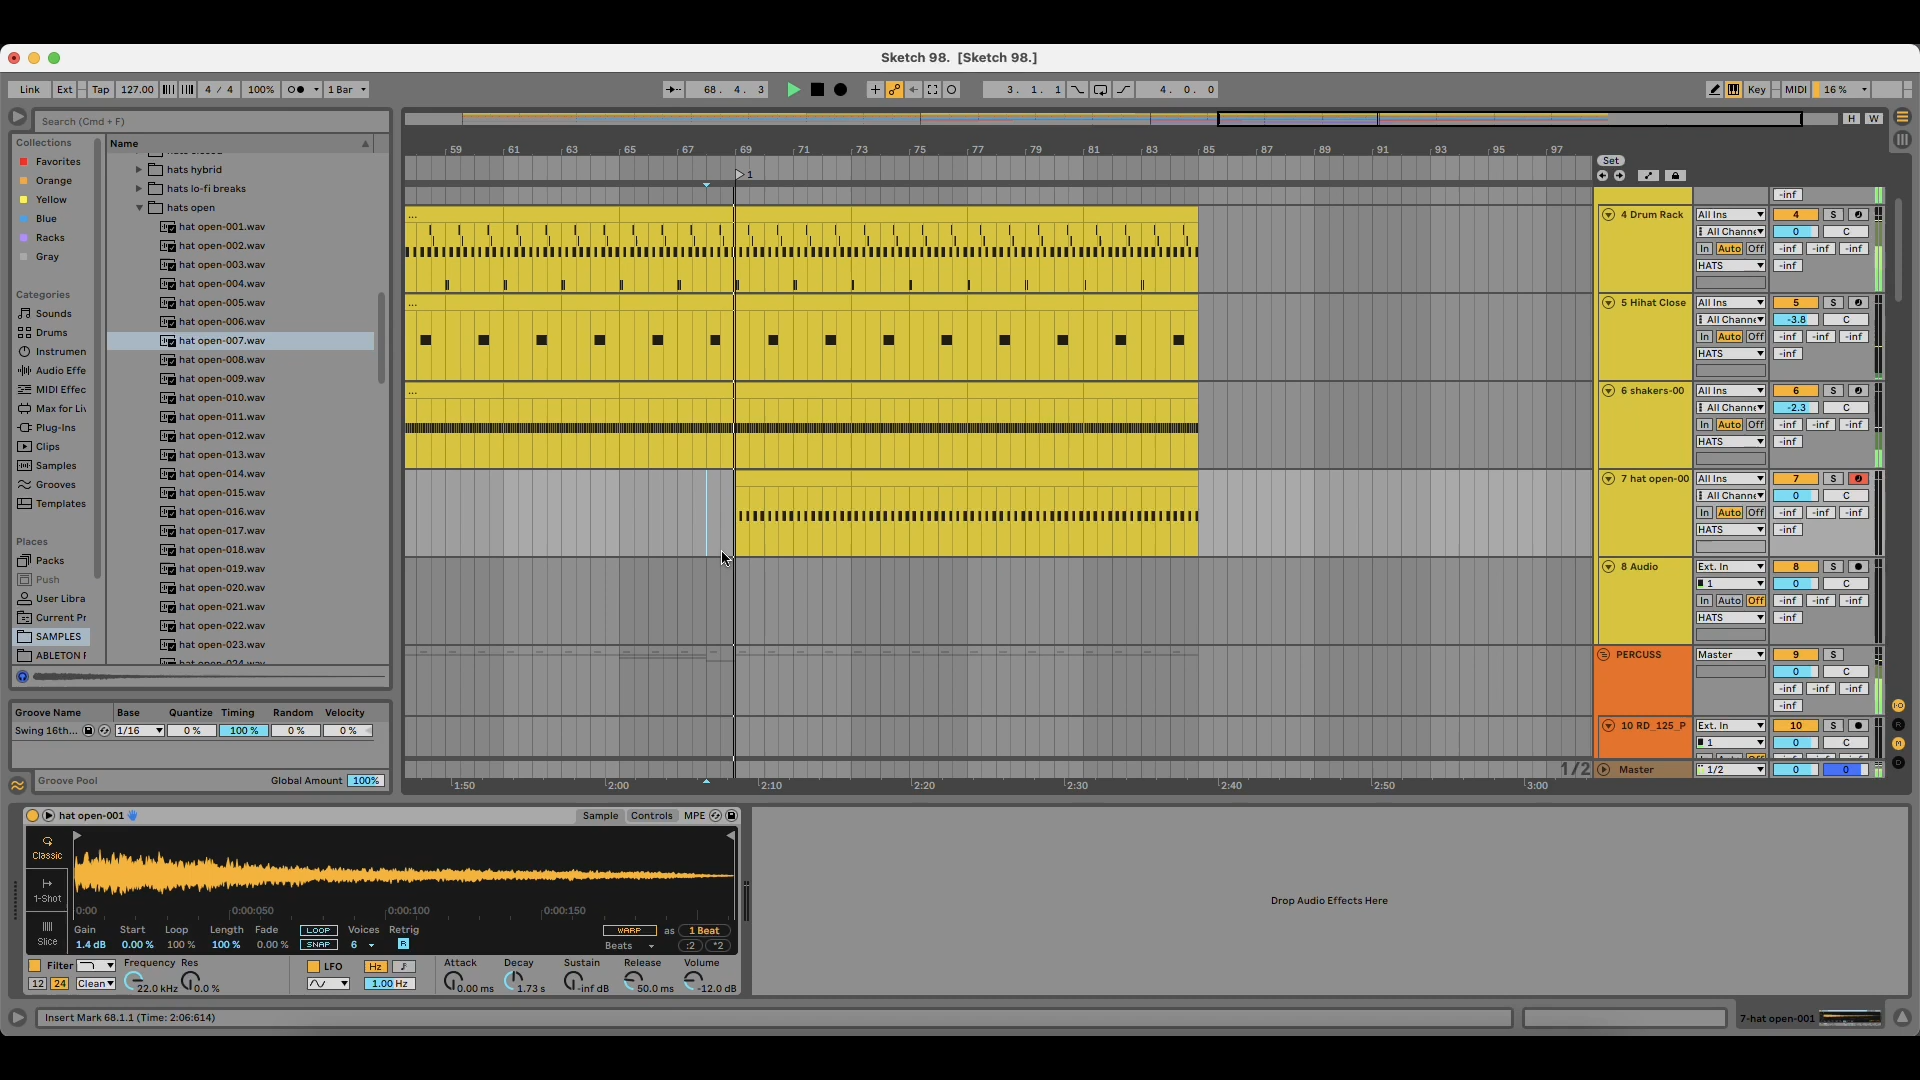 Sketch 98.  [Sketch 98.]
Link Ext Tap 127.00 4 / 4 100% 1 Bar 68. 4. 3 3. 1. 1 4. 0. 0 Key MIDI 16 %
Search (Cmd + F)
H W
Collections
Favorites
Orange
Yellow
Blue
Racks
Gray
Categories
Sounds
Drums
Instrumen
Audio Effe
MIDI Effec
Max for Liv
Plug-Ins
Clips
Samples
Grooves
Templates
Places
Packs
Push
User Libra
Current Pr
SAMPLES
ABLETON F
Name
hats hybrid
hats lo-fi breaks
hats open
hat open-001.wav
hat open-002.wav
hat open-003.wav
hat open-004.wav
hat open-005.wav
hat open-006.wav
hat open-007.wav
hat open-008.wav
hat open-009.wav
hat open-010.wav
hat open-011.wav
hat open-012.wav
hat open-013.wav
hat open-014.wav
hat open-015.wav
hat open-016.wav
hat open-017.wav
hat open-018.wav
hat open-019.wav
hat open-020.wav
hat open-021.wav
hat open-022.wav
hat open-023.wav
Groove Name Base Quantize Timing Random Velocity
Swing 16th... 1/16 0 % 100 % 0 % 0 %
Groove Pool Global Amount 100%
59 61 63 65 67 69 71 73 75 77 79 81 83 85 87 89 91 93 95 97
1
Set
...
...
...
1:50 2:00 2:10 2:20 2:30 2:40 2:50 3:00
1/2
-inf
4 Drum Rack All Ins 4 S
All Channe 0 C
In Auto Off -inf -inf -inf
HATS -inf
5 Hihat Close All Ins 5 S
All Channe -3.8 C
In Auto Off -inf -inf -inf
HATS -inf
6 shakers-00 All Ins 6 S
All Channe -2.3 C
In Auto Off -inf -inf -inf
HATS -inf
7 hat open-00 All Ins 7 S
All Channe 0 C
In Auto Off -inf -inf -inf
HATS -inf
8 Audio Ext. In 8 S
1 0 C
In Auto Off -inf -inf -inf
HATS -inf
PERCUSS Master 9 S
0 C
-inf -inf -inf
-inf
10 RD_125_P Ext. In 10 S
1 0 C
Master 1/2 0 0
I·O
R
M
D
hat open-001 Sample Controls MPE
Classic
1-Shot
Slice
0:00 0:00:050 0:00:100 0:00:150
Gain Start Loop Length Fade LOOP Voices Retrig WARP as 1 Beat
1.4 dB 0.00 % 100 % 100 % 0.00 % SNAP 6 R Beats :2 *2
Filter Frequency Res LFO Hz Attack Decay Sustain Release Volume
12 24 Clean 22.0 kHz 0.0 % 1.00 Hz 0.00 ms 1.73 s -inf dB 50.0 ms -12.0 dB
Drop Audio Effects Here
Insert Mark 68.1.1 (Time: 2:06:614)
7-hat open-001